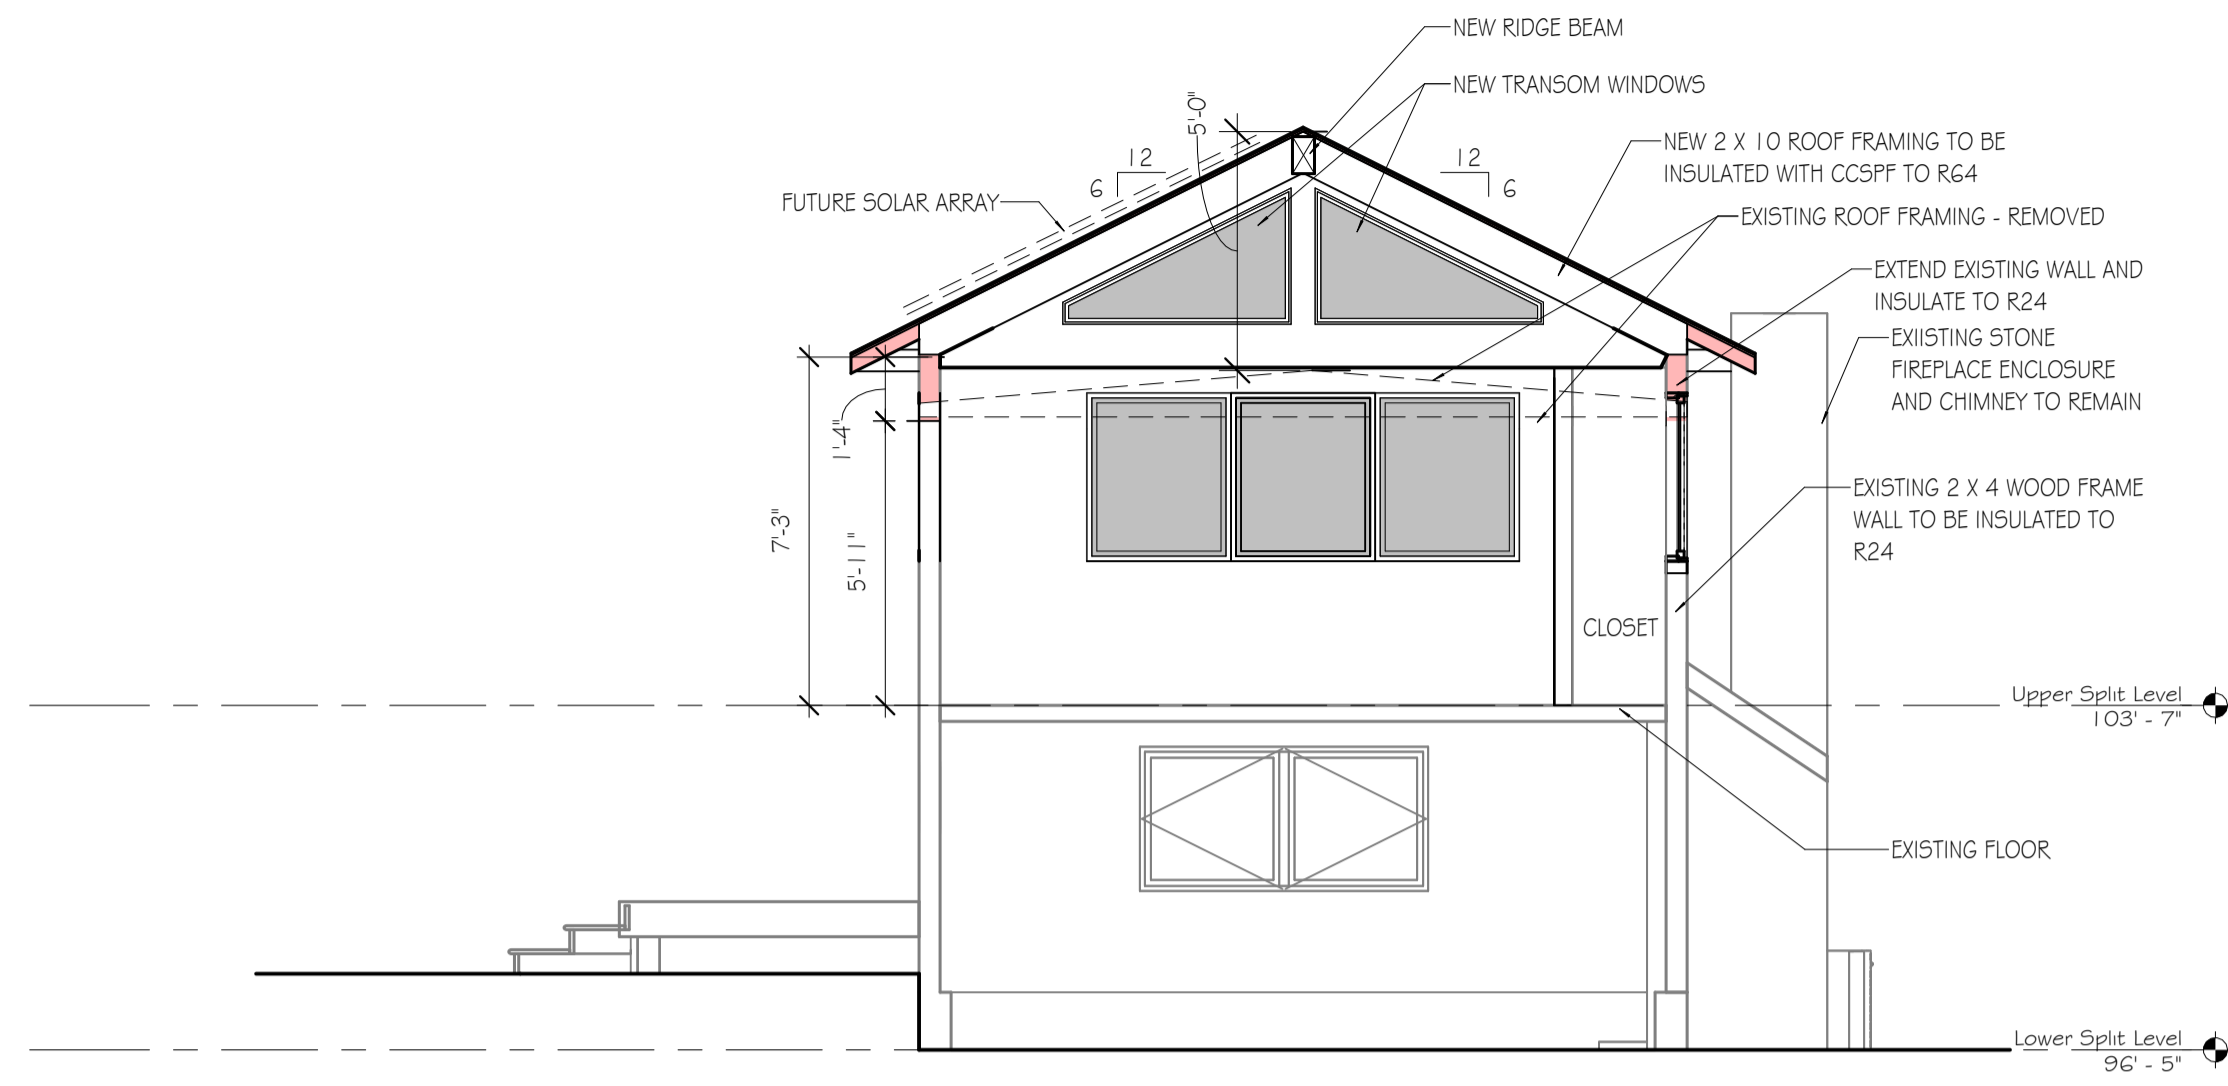 NEW RIDGE BEAM
NEW TRANSOM WINDOWS
5'-0"
12
6
12
6
NEW 2 X 10 ROOF FRAMING TO BE
INSULATED WITH CCSPF TO R64
FUTURE SOLAR ARRAY
EXISTING ROOF FRAMING - REMOVED
EXTEND EXISTING WALL AND
INSULATE TO R24
EXIISTING STONE
FIREPLACE ENCLOSURE
AND CHIMNEY TO REMAIN
1'-4"
7'-3"
5'-11"
EXISTING 2 X 4 WOOD FRAME
WALL TO BE INSULATED TO
R24
CLOSET
Upper Split Level
103' - 7"
EXISTING FLOOR
Lower Split Level
96' - 5"